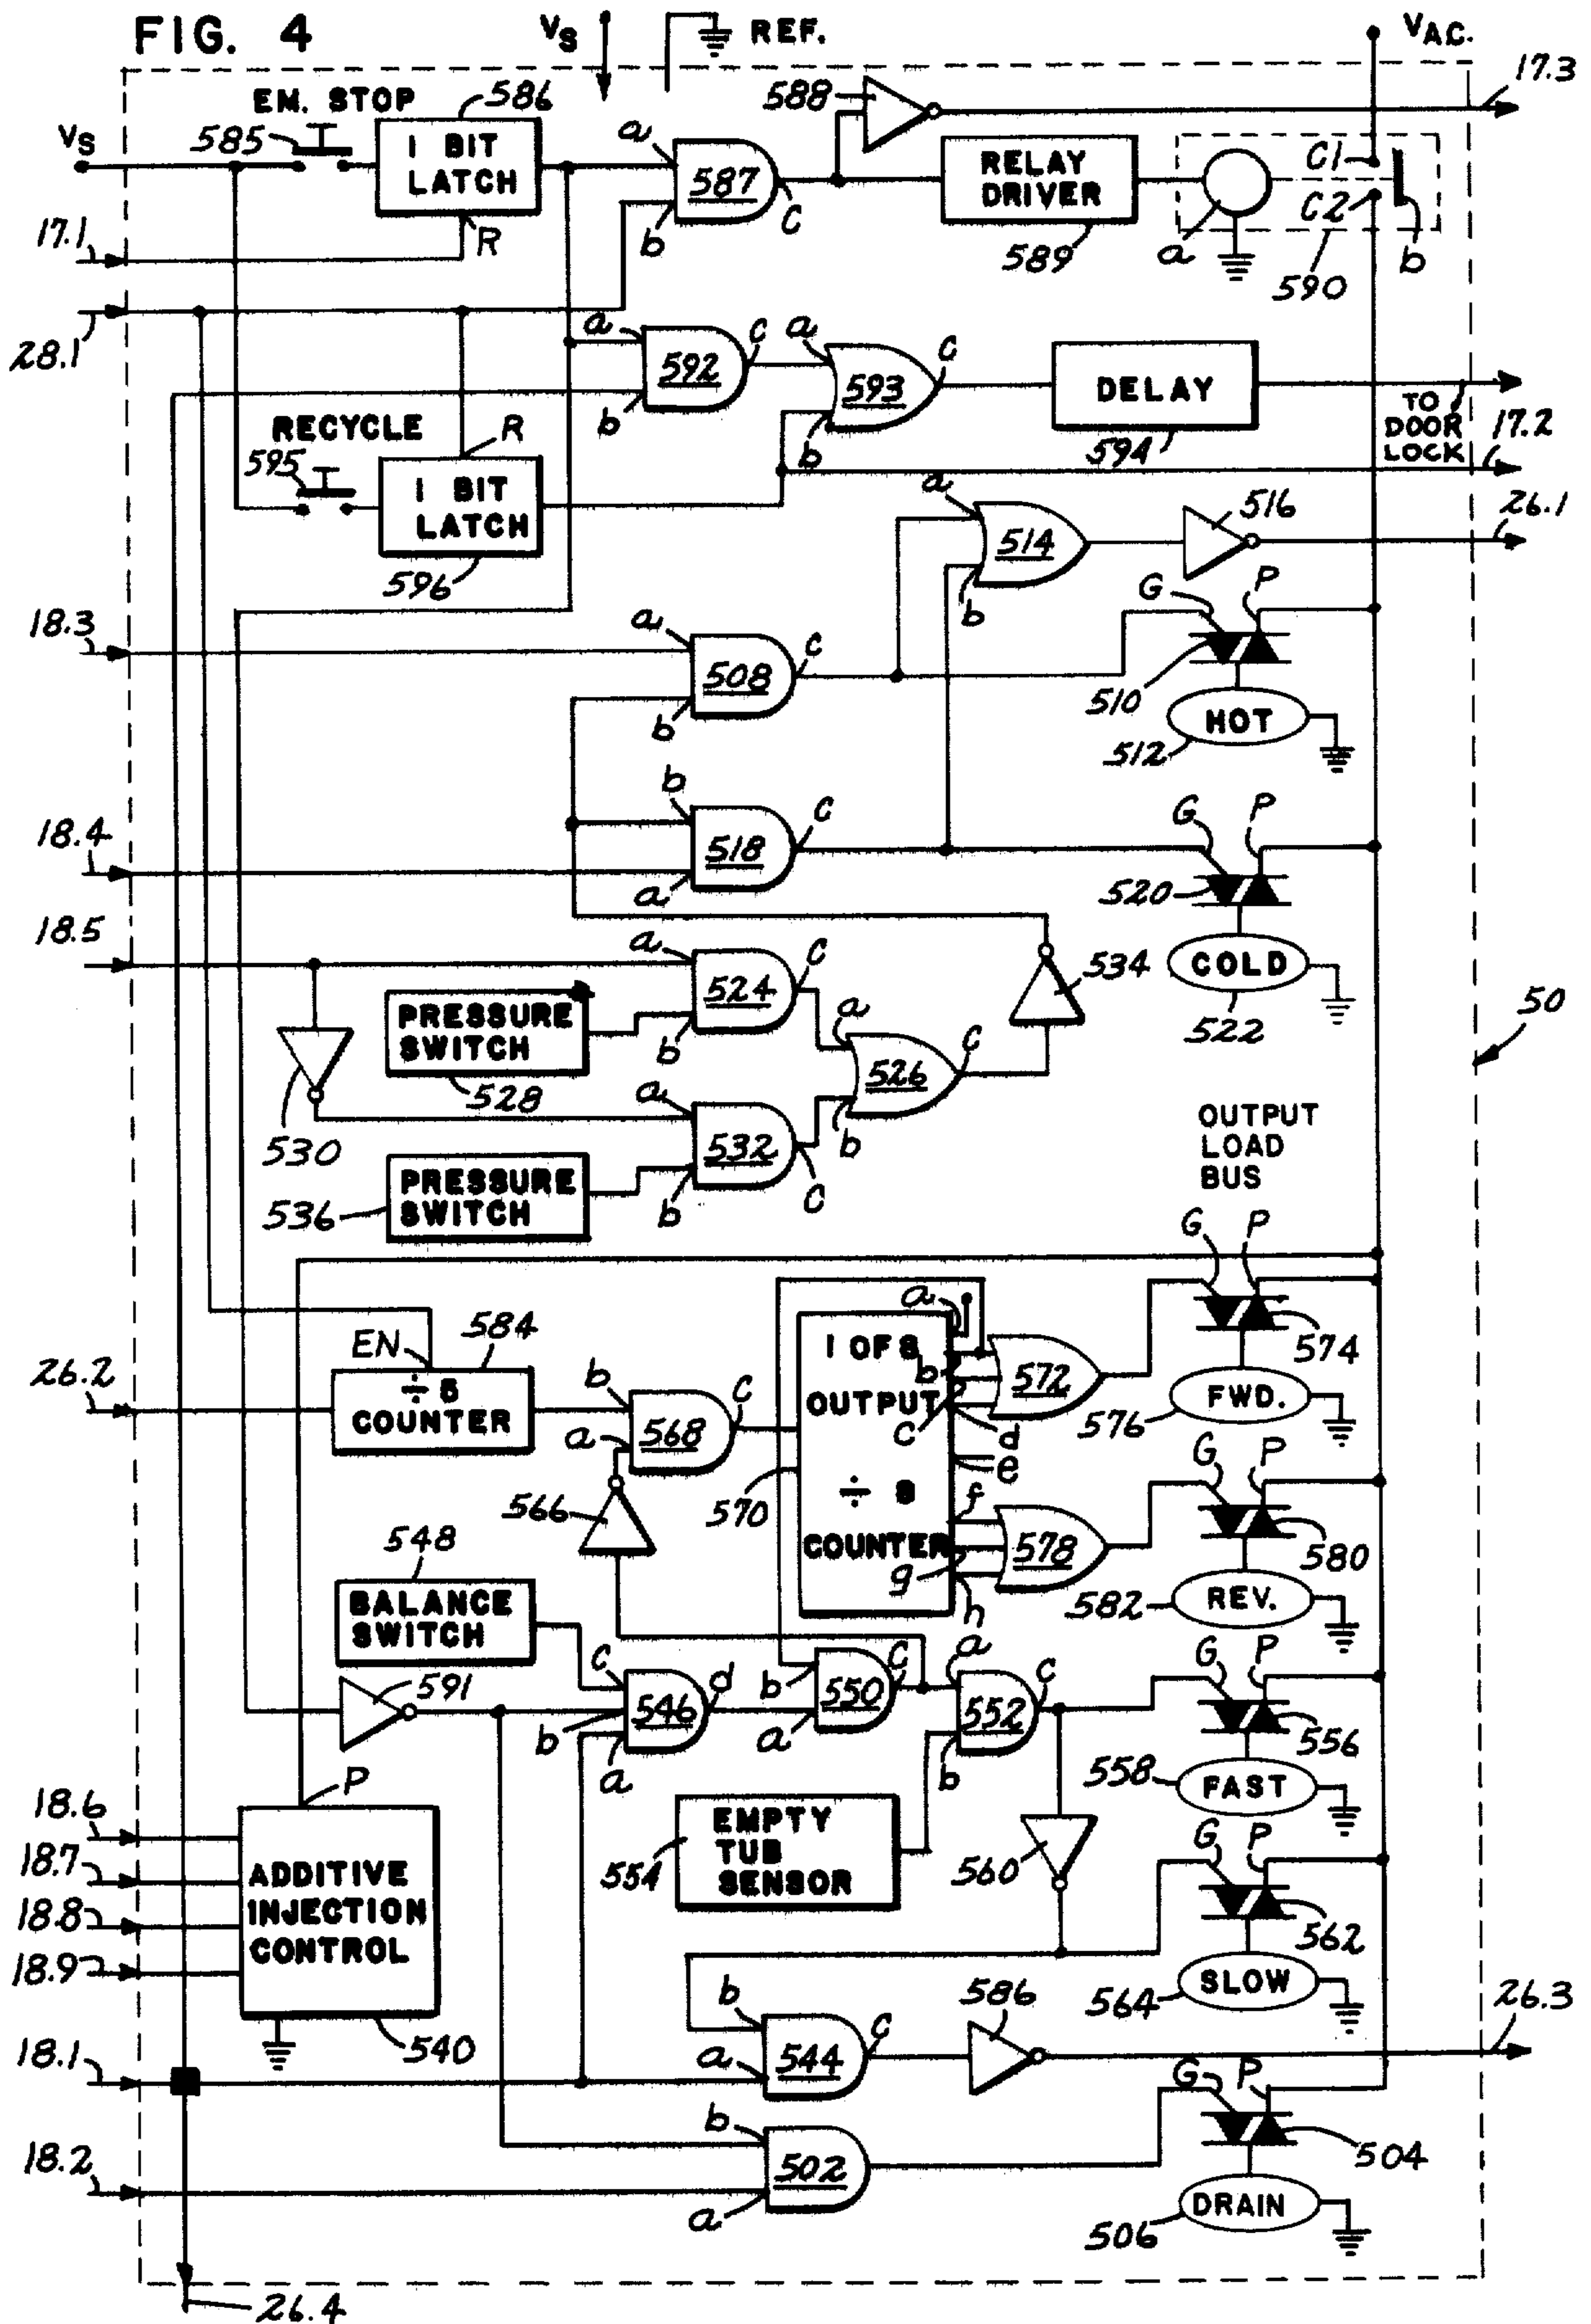 FIG. 4
Vs
REF.
VA.C.
17.3
EM. STOP
586
588
Vs
585
1 BIT
LATCH
a
587
b
C
RELAY
DRIVER
589
C1
C2
a
b
590
17.1
R
28.1
a
592
b
C
a
593
b
C
DELAY
594
TO
DOOR
LOCK
17.2
RECYCLE
595
R
1 BIT
LATCH
596
a
514
b
516
26.1
18.3
a
508
b
C
G
P
510
HOT
512
18.4
b
518
a
C
G
P
520
COLD
522
18.5
a
524
b
C
534
PRESSURE
SWITCH
528
a
526
b
C
50
530
a
532
b
C
PRESSURE
SWITCH
536
OUTPUT
LOAD
BUS
G
P
574
FWD.
576
EN
584
26.2
÷ 5
COUNTER
b
568
a
C
566
1 OF 8
OUTPUT
÷ 8
COUNTER
570
a
b
c
d
e
f
g
h
572
578
G
P
580
REV.
582
548
BALANCE
SWITCH
591
c
546
b
a
d
b
550
a
C
a
552
b
C
G
P
556
FAST
558
EMPTY
TUB
SENSOR
554
560
G
P
562
SLOW
564
P
18.6
18.7
18.8
18.9
ADDITIVE
INJECTION
CONTROL
540
18.1
b
544
a
C
586
26.3
18.2
b
502
a
G
P
504
DRAIN
506
26.4